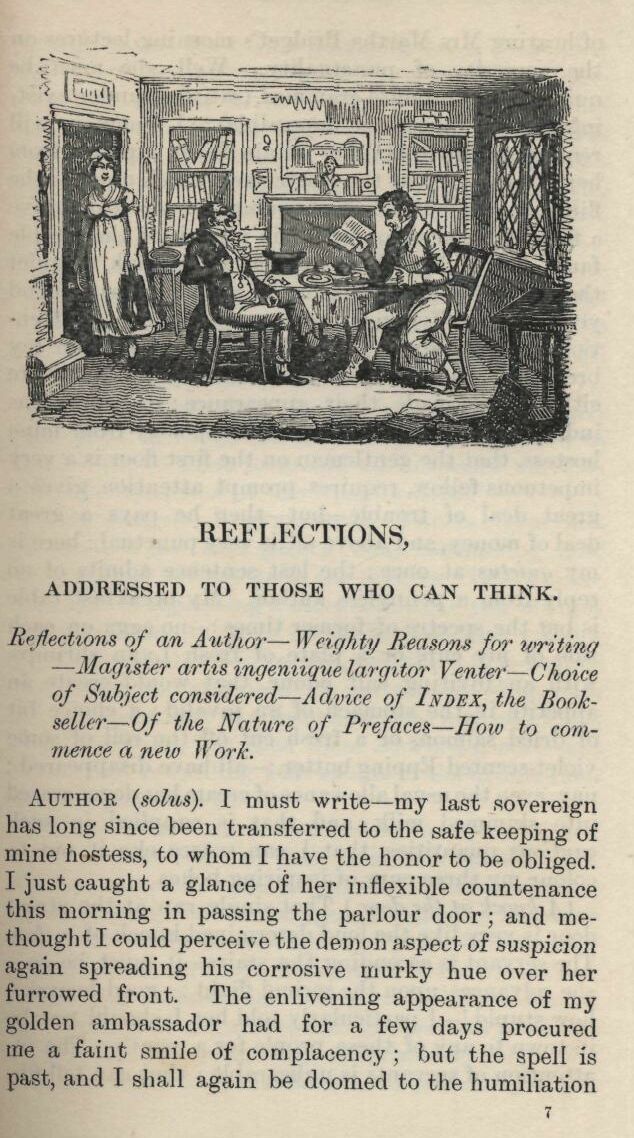 REFLECTIONS,
ADDRESSED TO THOSE WHO CAN THINK.
Reflections of an Author—Weighty Reasons for writing
—Magister artis ingeniique largitor Venter—Choice
of Subject considered—Advice of INDEX, the Book-
seller—Of the Nature of Prefaces—How to com-
mence a new Work.
AUTHOR (solus). I must write—my last sovereign
has long since been transferred to the safe keeping of
mine hostess, to whom I have the honor to be obliged.
I just caught a glance of her inflexible countenance
this morning in passing the parlour door; and me-
thought I could perceive the demon aspect of suspicion
again spreading his corrosive murky hue over her
furrowed front. The enlivening appearance of my
golden ambassador had for a few days procured
me a faint smile of complacency; but the spell is
past, and I shall again be doomed to the humiliation
7